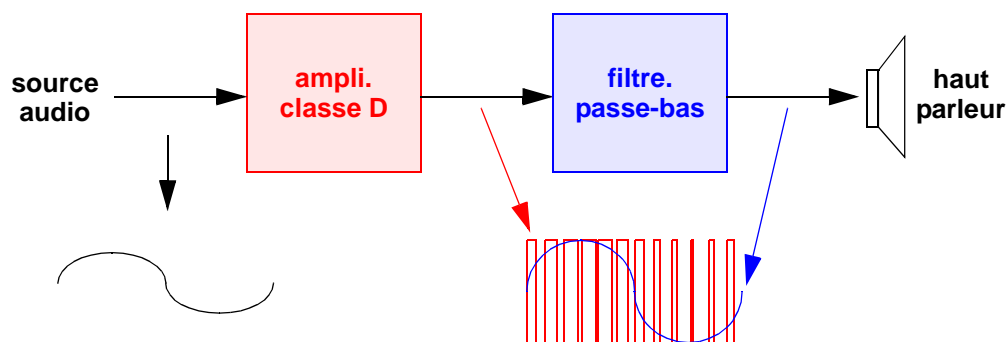 source
audio
ampli.
classe D
filtre.
passe-bas
haut
parleur